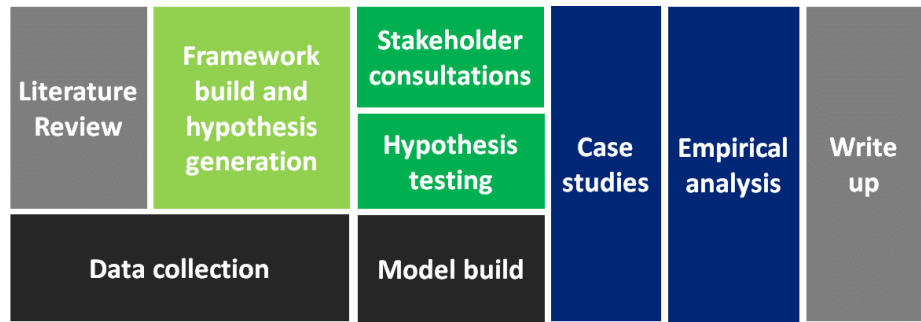 Literature
Review
Framework
build and
hypothesis
generation
Data collection
Stakeholder
consultations
Hypothesis
testing
Model build
Case
studies
Empirical
analysis
Write
up